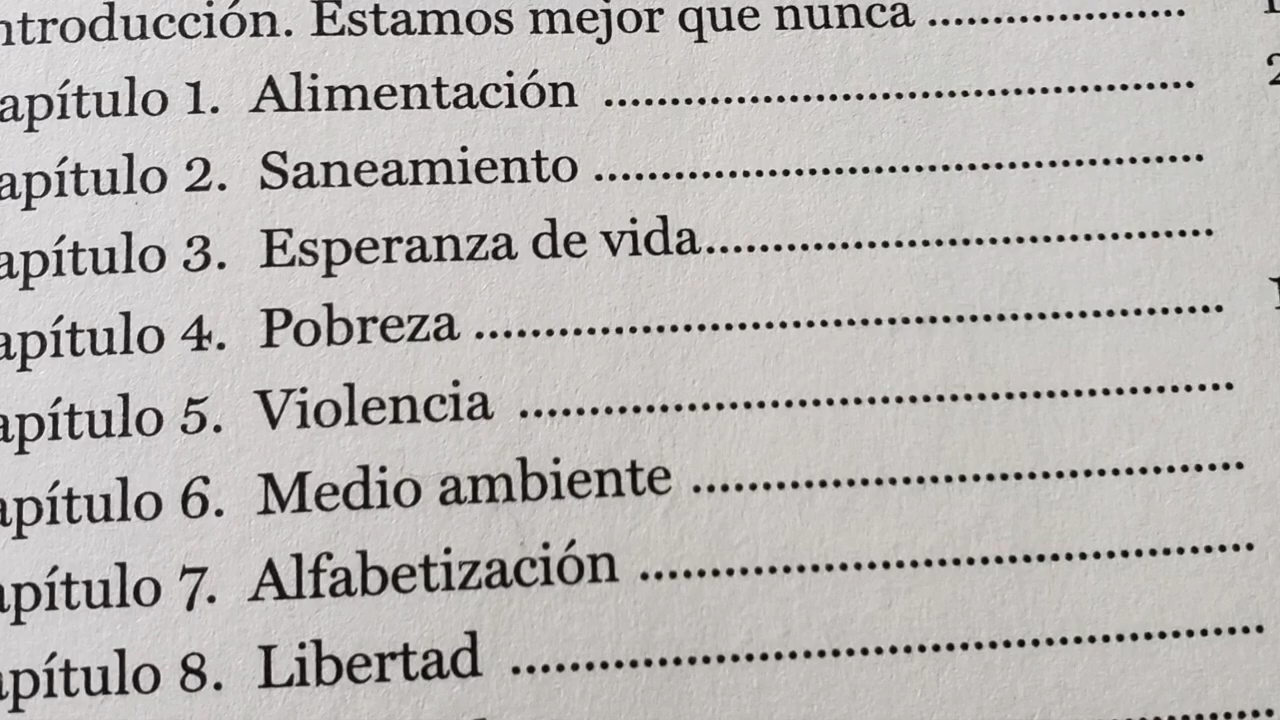 ntroducción. Estamos mejor que nunca ....................
apítulo 1. Alimentación ............................................
apítulo 2. Saneamiento ............................................
apítulo 3. Esperanza de vida.....................................
apítulo 4. Pobreza ......................................................
apítulo 5. Violencia ...................................................
apítulo 6. Medio ambiente .......................................
apítulo 7. Alfabetización ...........................................
apítulo 8. Libertad .....................................................